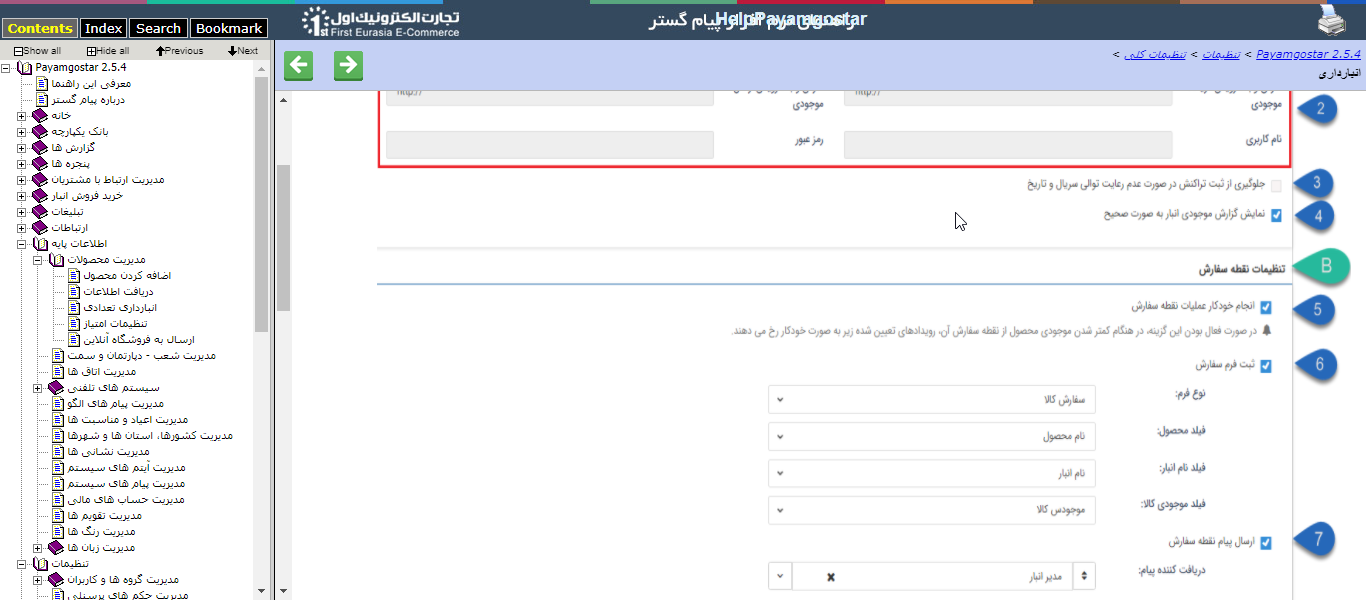 Contents
Index
Search
Bookmark
Show all
Hide all
Previous
Next
Payamgostar 2.5.4
معرفی این راهنما
درباره پیام گستر
خانه
بانک یکپارچه
گزارش ها
پنجره ها
مدیریت ارتباط با مشتریان
خرید فروش انبار
تبلیغات
ارتباطات
اطلاعات پایه
مدیریت محصولات
اضافه کردن محصول
دریافت اطلاعات
انبارداری تعدادی
تنظیمات امتیاز
ارسال به فروشگاه آنلاین
مدیریت شعب - دپارتمان و سمت
مدیریت اتاق ها
سیستم های تلفنی
مدیریت پیام های الگو
مدیریت اعیاد و مناسبت ها
مدیریت کشورها، استان ها و شهرها
مدیریت نشانی ها
مدیریت آیتم های سیستم
مدیریت پیام های سیستم
مدیریت حساب های مالی
مدیریت تقویم ها
مدیریت رنگ ها
مدیریت زبان ها
تنظیمات
مدیریت گروه ها و کاربران
مدیریت حکم های پرسنلی
تجارت الکترونیک اول
1st First Eurasia E-Commerce
نرم افزار پیام گستر
HelpPayamgostar
Payamgostar 2.5.4 > تنظیمات > تنظیمات کلی >
انبارداری
موجودی
http://
موجودی
http://
2
نام کاربری
رمز عبور
جلوگیری از ثبت تراکنش در صورت عدم رعایت توالی سریال و تاریخ
3
نمایش گزارش موجودی انبار به صورت صحیح
4
تنظیمات نقطه سفارش
B
انجام خودکار عملیات نقطه سفارش
5
در صورت فعال بودن این گزینه، در هنگام کمتر شدن موجودی محصول از نقطه سفارش آن، رویدادهای تعیین شده زیر به صورت خودکار رخ می دهند.
ثبت فرم سفارش
6
نوع فرم:
سفارش کالا
فیلد محصول:
نام محصول
فیلد نام انبار:
نام انبار
فیلد موجودی کالا:
موجودس کالا
ارسال پیام نقطه سفارش
7
دریافت کننده پیام:
مدیر انبار